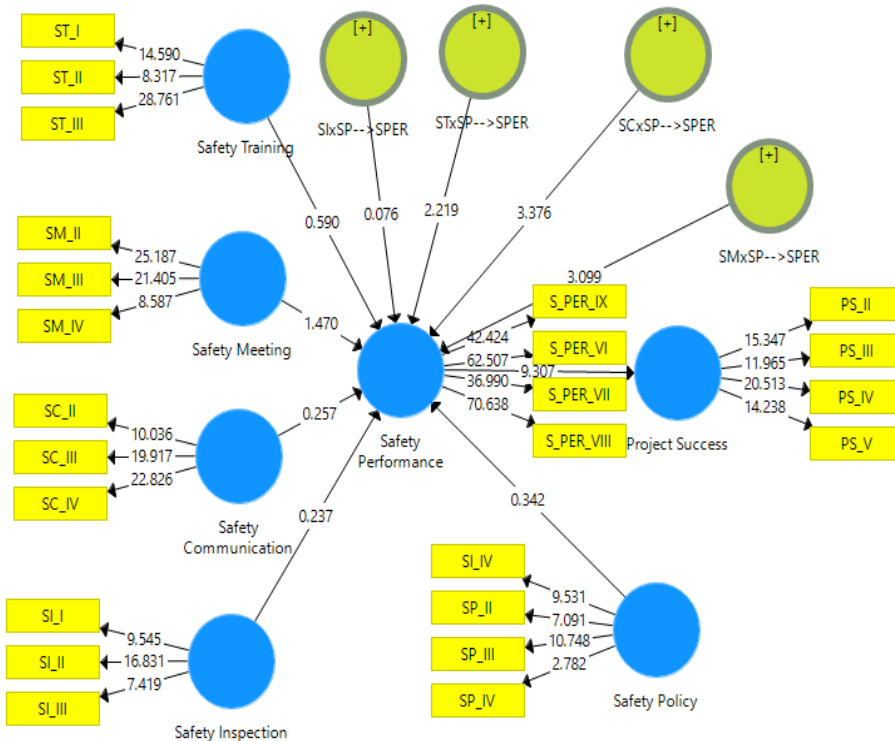 ST_I
ST_II
ST_III
14.590
8.317
28.761
Safety Training
[+]
SIxSP-->SPER
[+]
STxSP-->SPER
[+]
SCxSP-->SPER
[+]
SMxSP-->SPER
0.590
0.076
2.219
3.376
3.099
SM_II
SM_III
SM_IV
25.187
21.405
8.587
Safety Meeting
1.470
SC_II
SC_III
SC_IV
10.036
19.917
22.826
Safety
Communication
0.257
SI_I
SI_II
SI_III
9.545
16.831
7.419
Safety Inspection
0.237
Safety
Performance
42.424
62.507
9.307
36.990
70.638
S_PER_IX
S_PER_VI
S_PER_VII
S_PER_VIII
Project Success
15.347
11.965
20.513
14.238
PS_II
PS_III
PS_IV
PS_V
0.342
SI_IV
SP_II
SP_III
SP_IV
9.531
7.091
10.748
2.782
Safety Policy